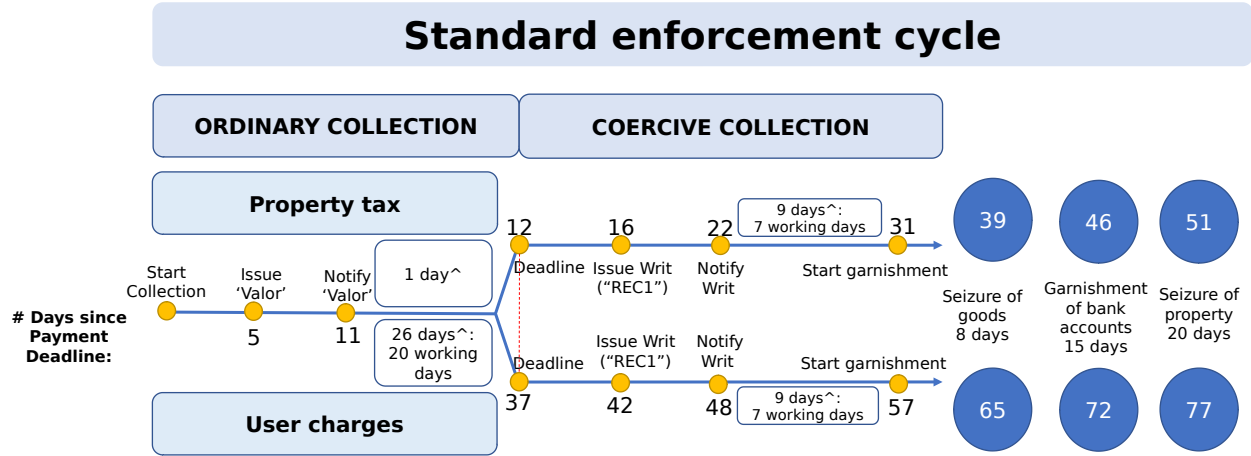 Standard enforcement cycle
ORDINARY COLLECTION
COERCIVE COLLECTION
Property tax
9 days^:
7 working days
12
16
22
31
39
46
51
1 day^
Start
Collection
Issue
‘Valor’
Notify
‘Valor’
Deadline
Issue Writ
(“REC1”)
Notify
Writ
Start garnishment
Seizure of
goods
8 days
Garnishment
of bank
accounts
15 days
Seizure of
property
20 days
# Days since
Payment
Deadline:
5
11
26 days^:
20 working
days
Deadline
Issue Writ
(“REC1”)
Notify
Writ
Start garnishment
37
42
48
9 days^:
7 working days
57
65
72
77
User charges